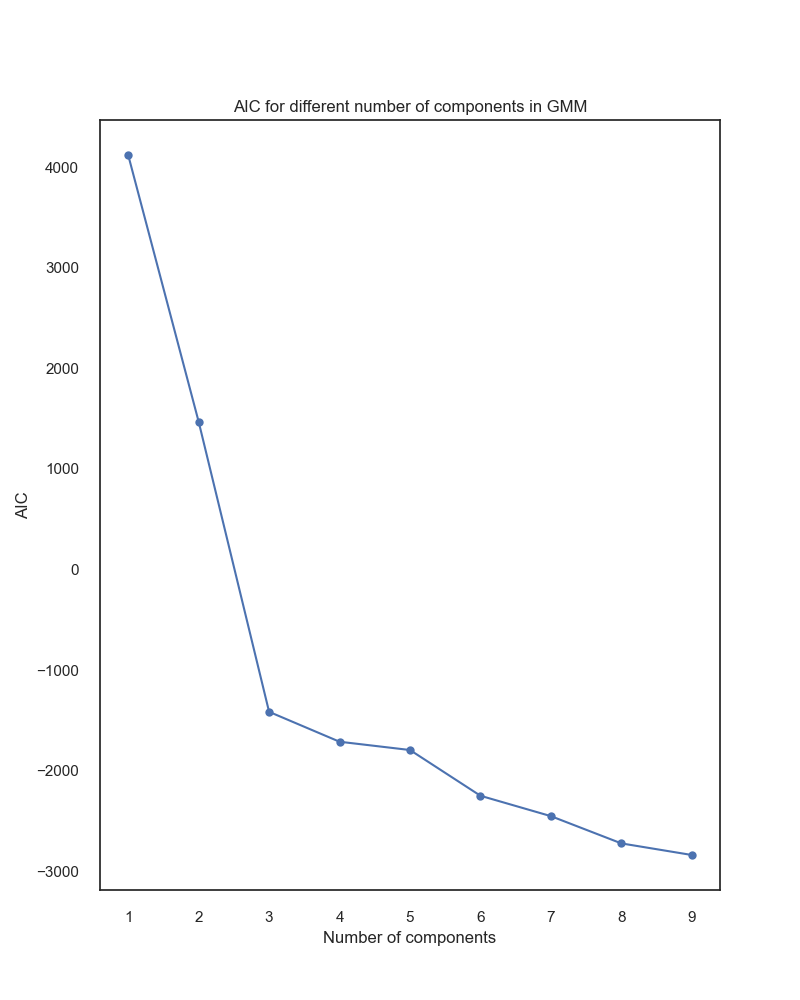 AIC for different number of components in GMM
4000
3000
2000
1000
0
−1000
−2000
−3000
AIC
1 2 3 4 5 6 7 8 9
Number of components